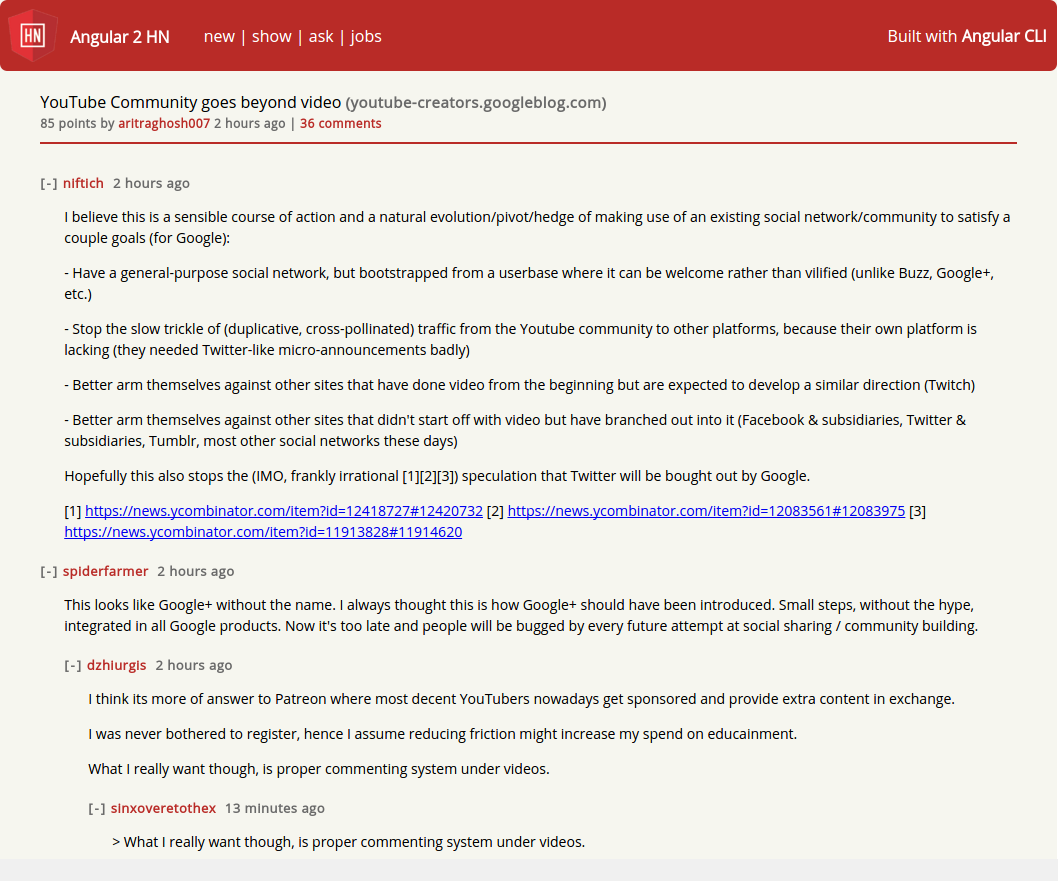 HN Angular 2 HN new | show | ask | jobs Built with Angular CLI
YouTube Community goes beyond video (youtube-creators.googleblog.com)
85 points by aritraghosh007 2 hours ago | 36 comments
[-] niftich 2 hours ago
I believe this is a sensible course of action and a natural evolution/pivot/hedge of making use of an existing social network/community to satisfy a
couple goals (for Google):
- Have a general-purpose social network, but bootstrapped from a userbase where it can be welcome rather than vilified (unlike Buzz, Google+,
etc.)
- Stop the slow trickle of (duplicative, cross-pollinated) traffic from the Youtube community to other platforms, because their own platform is
lacking (they needed Twitter-like micro-announcements badly)
- Better arm themselves against other sites that have done video from the beginning but are expected to develop a similar direction (Twitch)
- Better arm themselves against other sites that didn't start off with video but have branched out into it (Facebook & subsidiaries, Twitter &
subsidiaries, Tumblr, most other social networks these days)
Hopefully this also stops the (IMO, frankly irrational [1][2][3]) speculation that Twitter will be bought out by Google.
[1] https://news.ycombinator.com/item?id=12418727#12420732 [2] https://news.ycombinator.com/item?id=12083561#12083975 [3]
https://news.ycombinator.com/item?id=11913828#11914620
[-] spiderfarmer 2 hours ago
This looks like Google+ without the name. I always thought this is how Google+ should have been introduced. Small steps, without the hype,
integrated in all Google products. Now it's too late and people will be bugged by every future attempt at social sharing / community building.
[-] dzhiurgis 2 hours ago
I think its more of answer to Patreon where most decent YouTubers nowadays get sponsored and provide extra content in exchange.
I was never bothered to register, hence I assume reducing friction might increase my spend on educainment.
What I really want though, is proper commenting system under videos.
[-] sinxoveretothex 13 minutes ago
> What I really want though, is proper commenting system under videos.